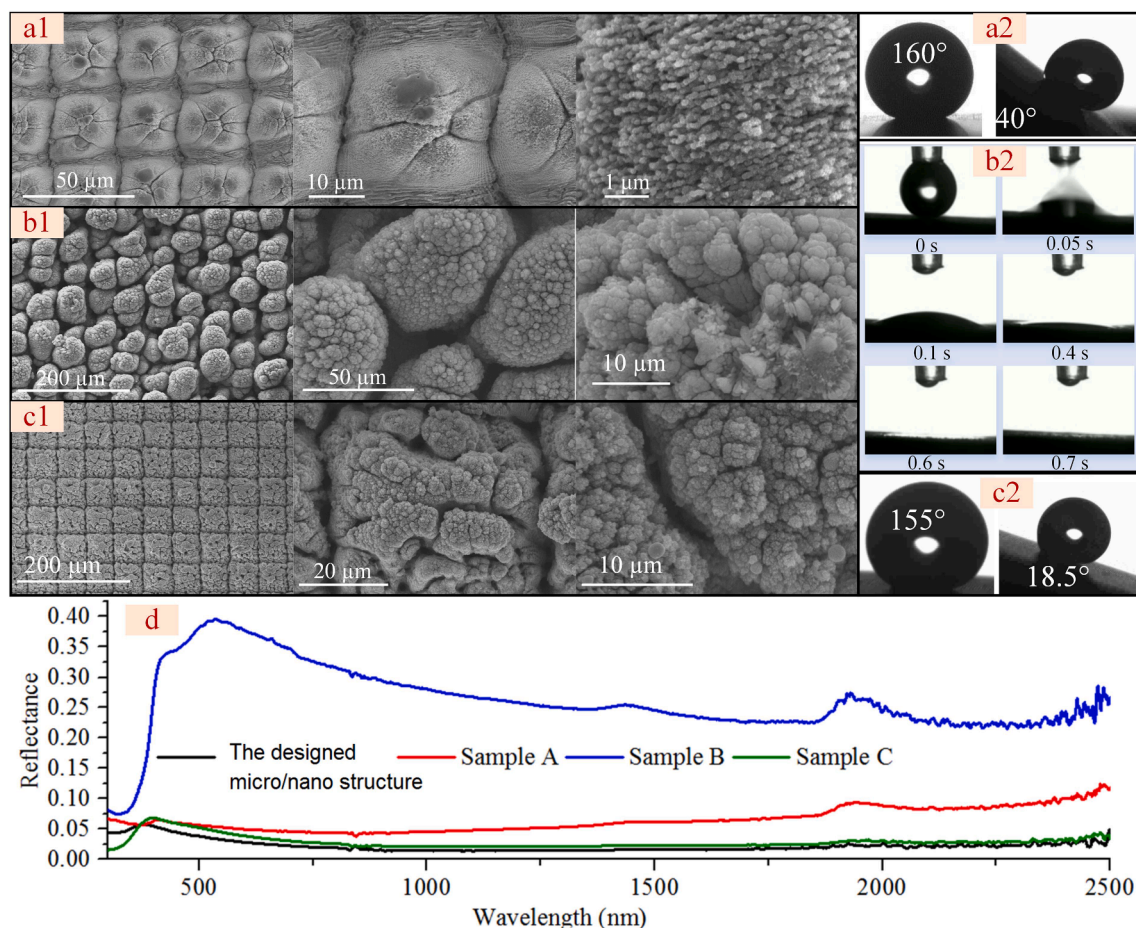 a1
50 µm
10 µm
1 µm
a2
160°
40°
b1
200 µm
50 µm
10 µm
b2
0 s
0.05 s
0.1 s
0.4 s
0.6 s
0.7 s
c1
200 µm
20 µm
10 µm
c2
155°
18.5°
d
0.40
0.35
0.30
0.25
0.20
0.15
0.10
0.05
0.00
Reflectance
The designed
micro/nano structure
Sample A
Sample B
Sample C
500
1000
1500
2000
2500
Wavelength (nm)